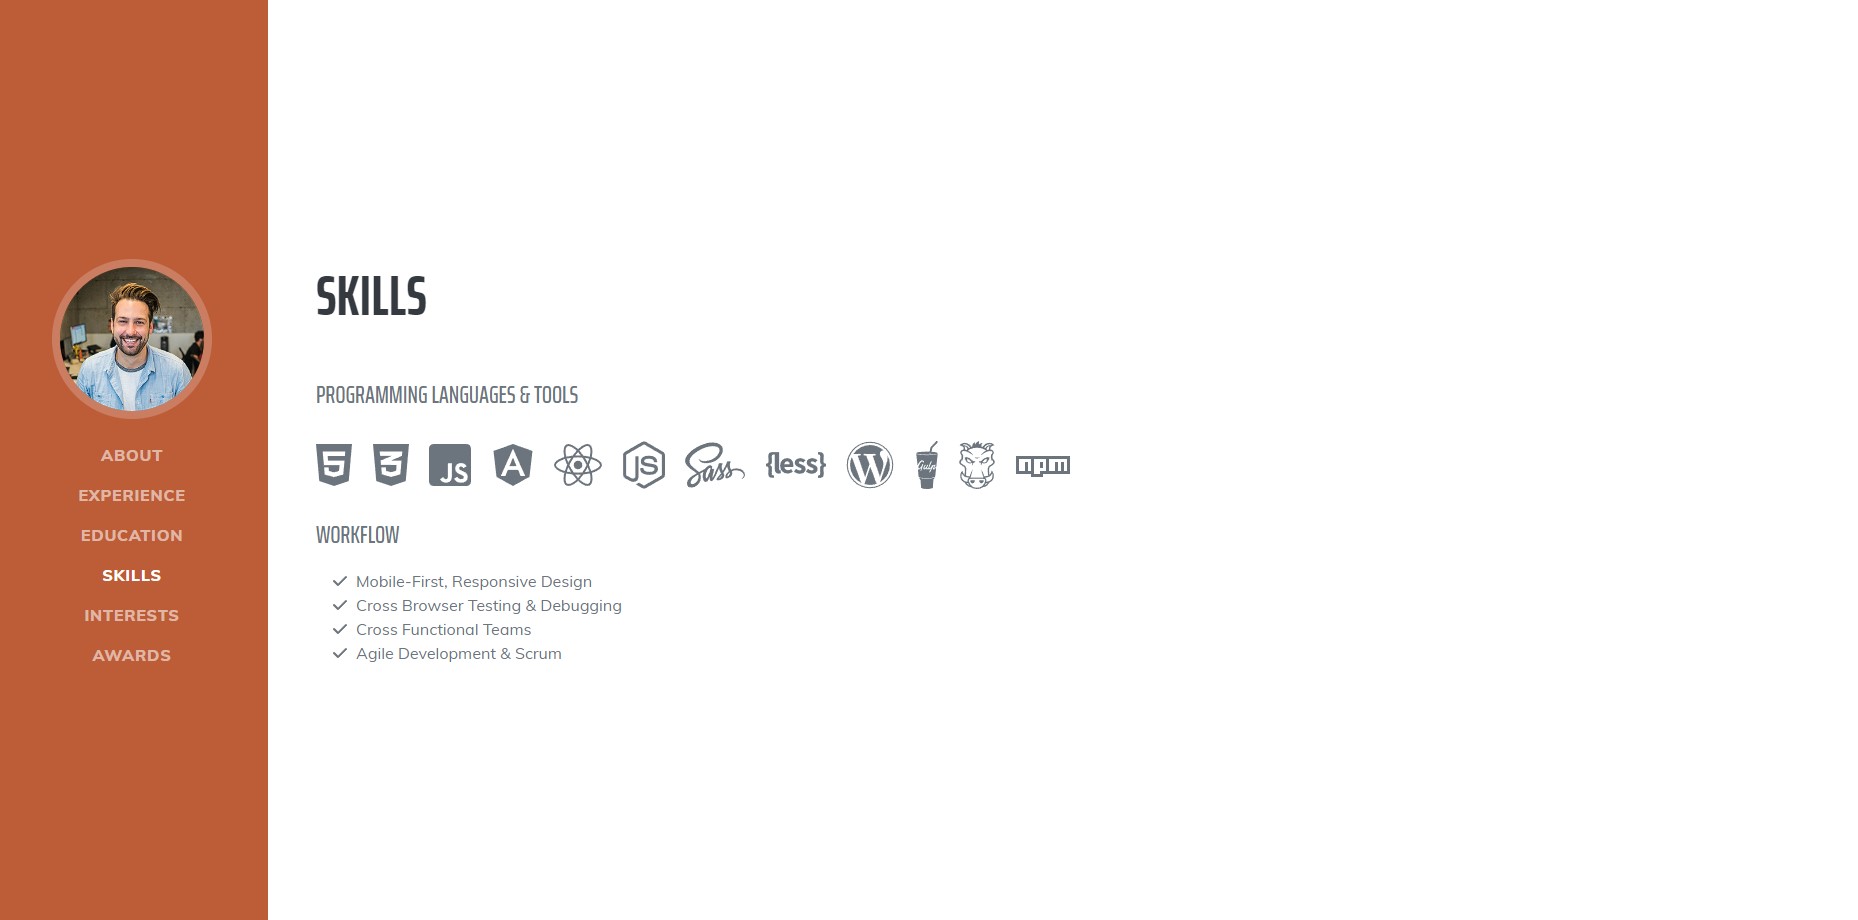 ABOUT
EXPERIENCE
EDUCATION
SKILLS
INTERESTS
AWARDS
SKILLS
PROGRAMMING LANGUAGES & TOOLS
5 3 JS A JS Sass {less} W Gulp npm
WORKFLOW
Mobile-First, Responsive Design
Cross Browser Testing & Debugging
Cross Functional Teams
Agile Development & Scrum